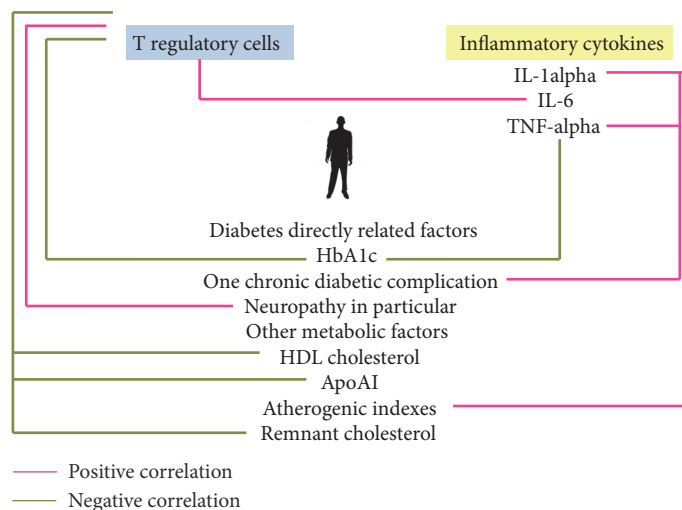 T regulatory cells
Inflammatory cytokines
IL-1alpha
IL-6
TNF-alpha
Diabetes directly related factors
HbA1c
One chronic diabetic complication
Neuropathy in particular
Other metabolic factors
HDL cholesterol
ApoAI
Atherogenic indexes
Remnant cholesterol
Positive correlation
Negative correlation